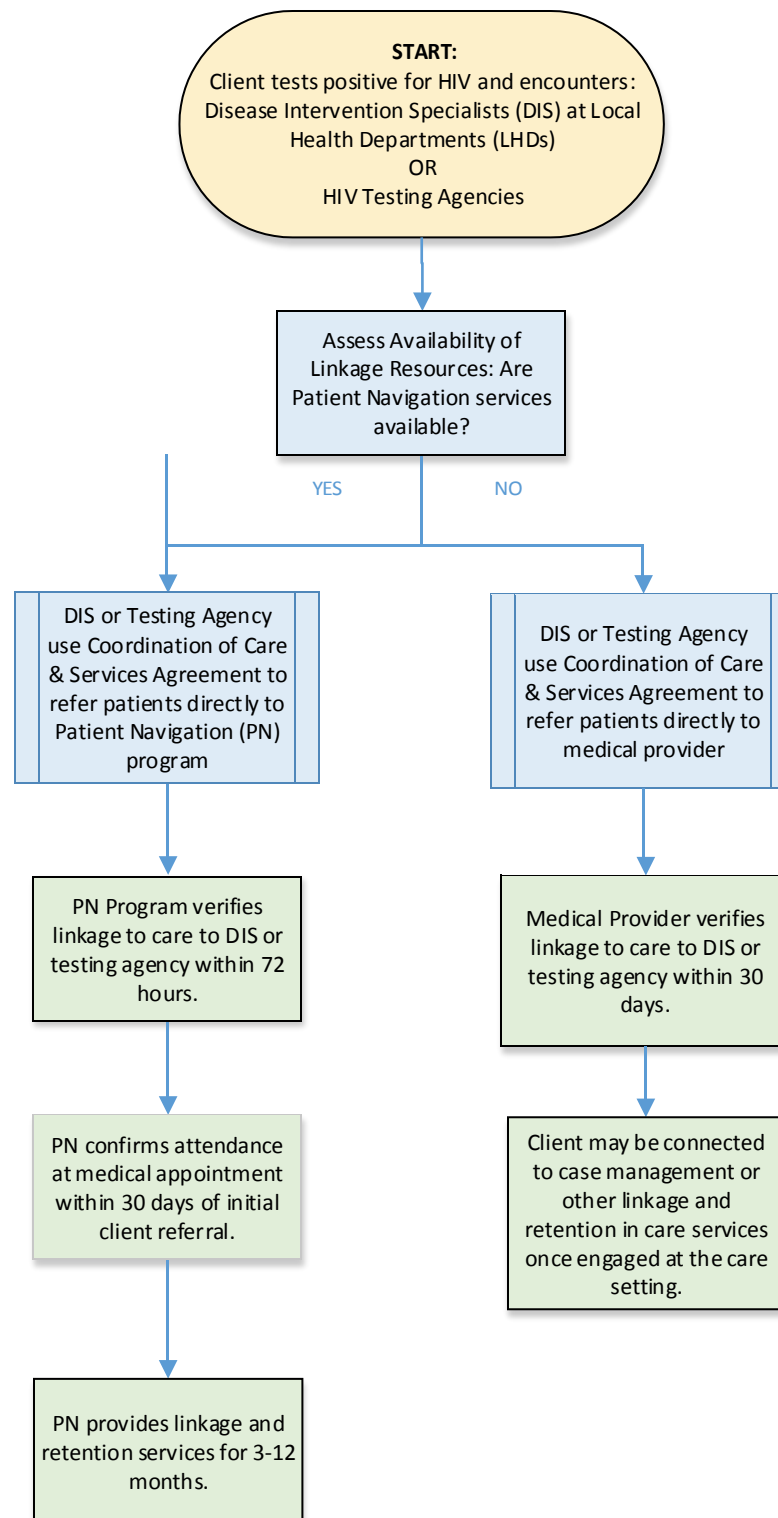 START:
Client tests positive for HIV and encounters:
Disease Intervention Specialists (DIS) at Local
Health Departments (LHDs)
OR
HIV Testing Agencies
Assess Availability of
Linkage Resources: Are
Patient Navigation services
available?
YES
NO
DIS or Testing Agency
use Coordination of Care
& Services Agreement to
refer patients directly to
Patient Navigation (PN)
program
DIS or Testing Agency
use Coordination of Care
& Services Agreement to
refer patients directly to
medical provider
PN Program verifies
linkage to care to DIS or
testing agency within 72
hours.
Medical Provider verifies
linkage to care to DIS or
testing agency within 30
days.
PN confirms attendance
at medical appointment
within 30 days of initial
client referral.
Client may be connected
to case management or
other linkage and
retention in care services
once engaged at the care
setting.
PN provides linkage and
retention services for 3-12
months.